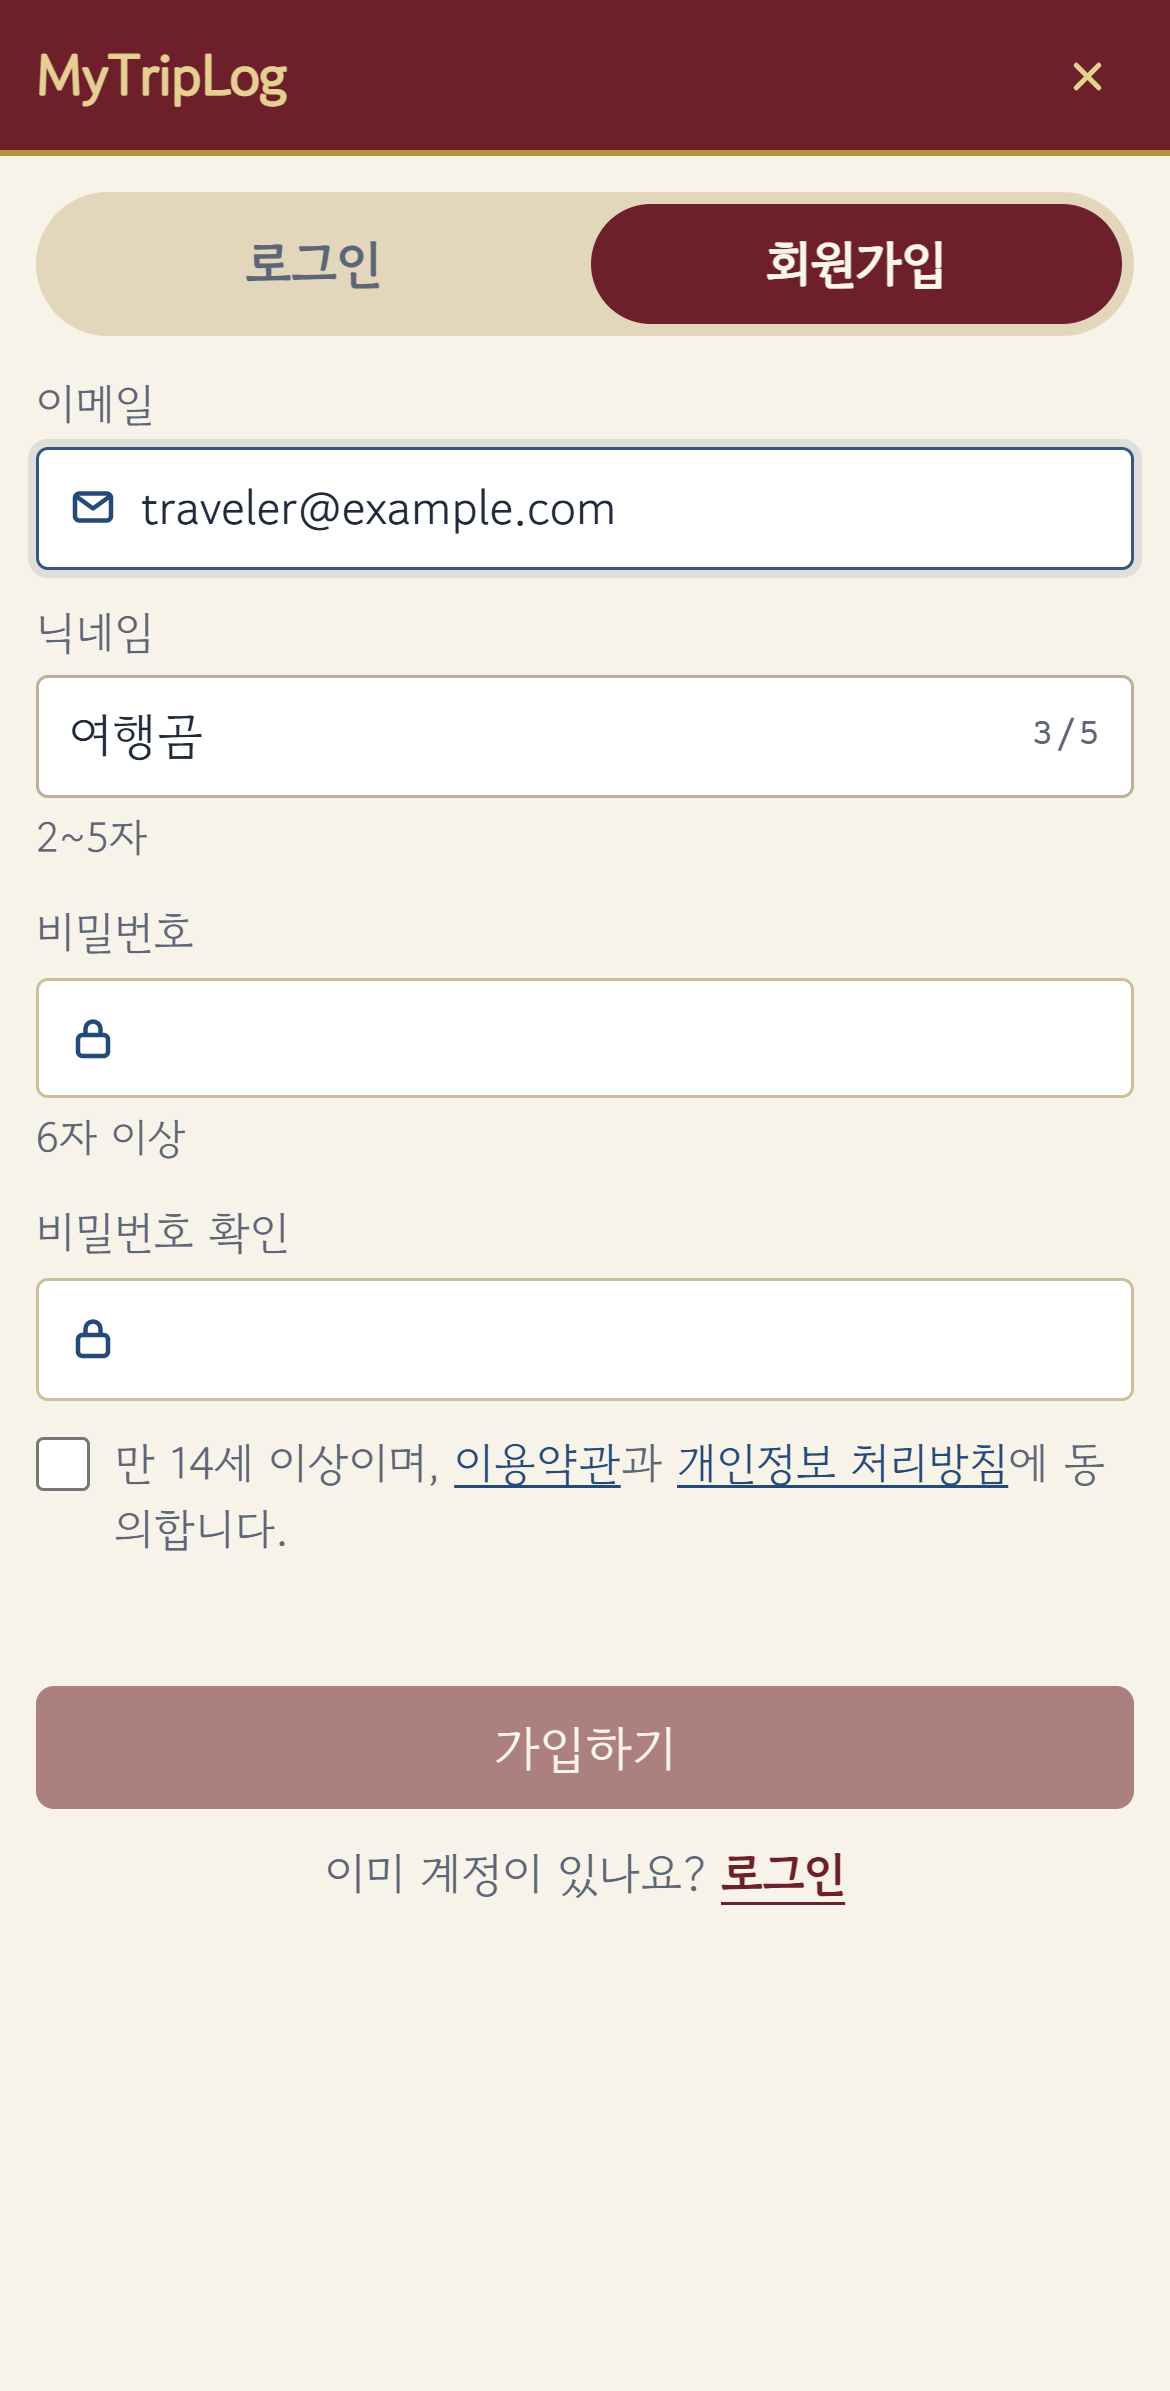 MyTripLog
로그인 회원가입
이메일
traveler@example.com
닉네임
여행곰 3/5
2~5자
비밀번호
6자 이상
비밀번호 확인
만 14세 이상이며, 이용약관과 개인정보 처리방침에 동
의합니다.
가입하기
이미 계정이 있나요? 로그인